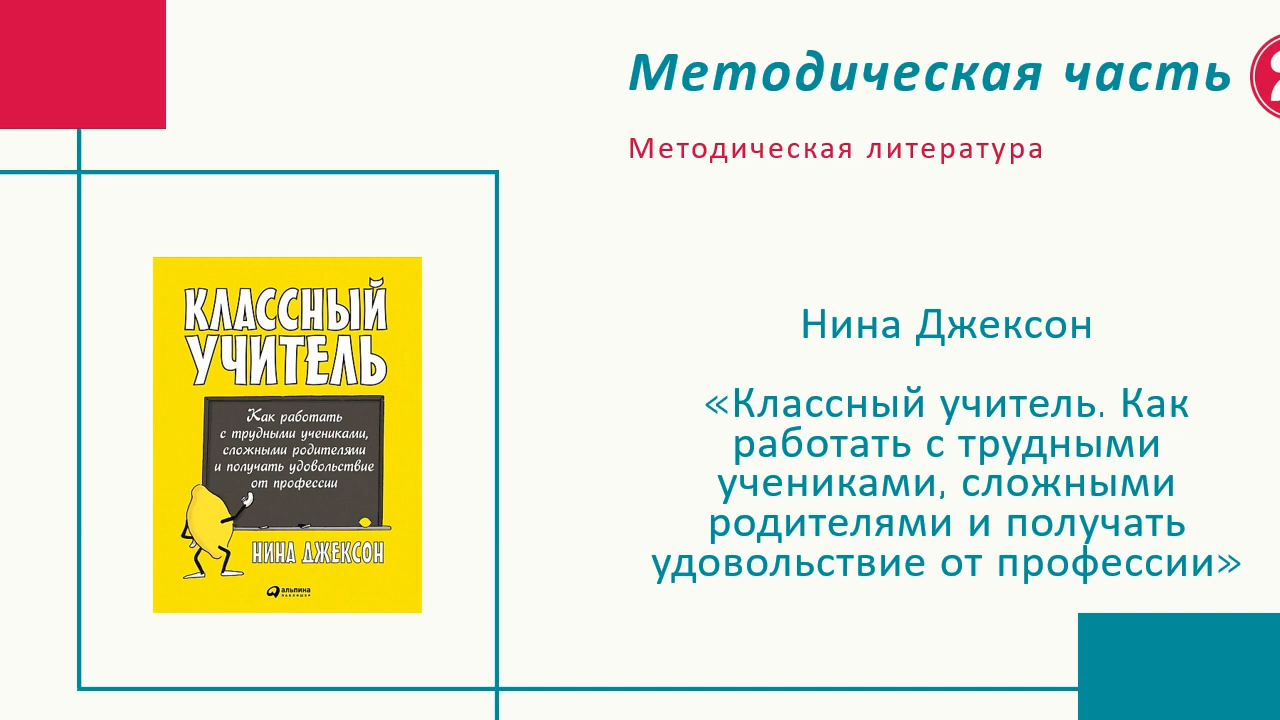 Методическая часть
Методическая литература
КЛАССНЫЙ
УЧИТЕЛЬ
Как работать
с трудными учениками,
сложными родителями
и получать удовольствие
от профессии
НИНА ДЖЕКСОН
альпина
паблишер
Нина Джексон
«Классный учитель. Как
работать с трудными
учениками, сложными
родителями и получать
удовольствие от профессии»